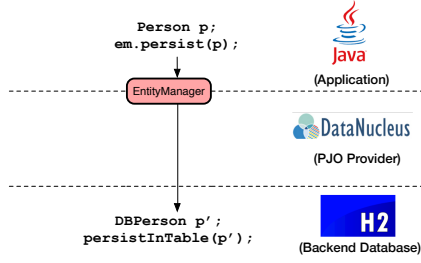 Person p;
em.persist(p);
Java
(Application)
EntityManager
DataNucleus
(PJO Provider)
DBPerson p’;
persistInTable(p’);
H2
(Backend Database)